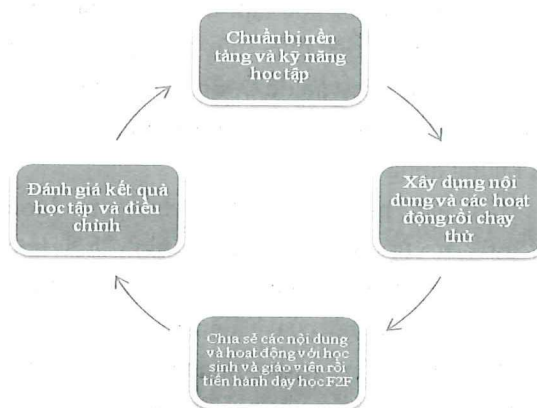 Chuẩn bị nền
tảng và kỹ năng
học tập
Xây dựng nội
dung và các hoạt
động rồi chạy
thử
Chia sẻ các nội dung
và hoạt động với học
sinh và giáo viên rồi
tiến hành dạy học F2F
Đánh giá kết quả
học tập và điều
chỉnh